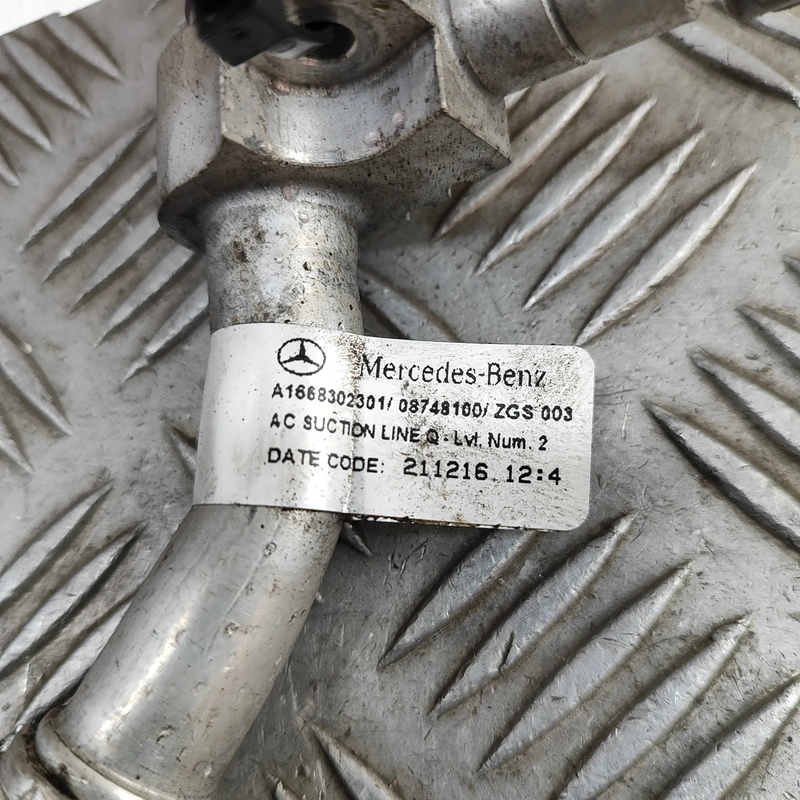 Mercedes-Benz
A1668302301/ 08748100/ ZGS 003
AC SUCTION LINE Q - Lvl. Num. 2
DATE CODE: 211216 12:4